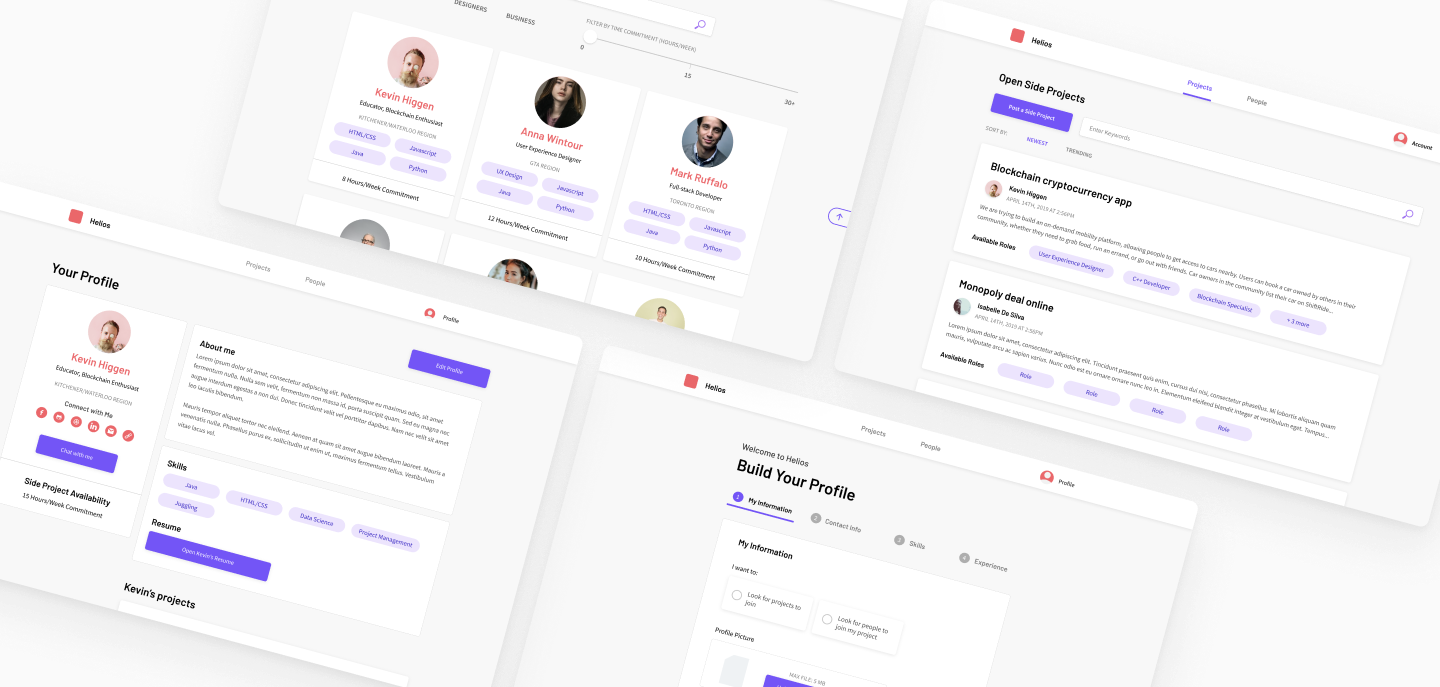 DESIGNERS
BUSINESS
FILTER BY TIME COMMITMENT (HOURS/WEEK)
0
15
30+
Kevin Higgen
Educator, Blockchain Enthusiast
KITCHENER/WATERLOO REGION
HTML/CSS
Javascript
Java
Python
8 Hours/Week Commitment
Anna Wintour
User Experience Designer
GTA REGION
UX Design
Javascript
Java
Python
12 Hours/Week Commitment
Mark Ruffalo
Full-stack Developer
TORONTO REGION
HTML/CSS
Javascript
Java
Python
10 Hours/Week Commitment
Helios
Projects
People
Account
Open Side Projects
Post a Side Project
Enter Keywords
SORT BY:
NEWEST
TRENDING
Blockchain cryptocurrency app
Kevin Higgen
APRIL 14TH, 2019 AT 2:56PM
We are trying to build an on-demand mobility platform, allowing people to get access to cars nearby. Users can book a car owned by others in their
community, whether they need to grab food, run an errand, or go out with friends. Car owners in the community list their car on ShiftRide...
Available Roles
User Experience Designer
C++ Developer
Blockchain Specialist
+ 3 more
Monopoly deal online
Isabelle De Silva
APRIL 14TH, 2019 AT 2:56PM
Lorem ipsum dolor sit amet, consectetur adipiscing elit. Tincidunt praesent quis enim, cursus dui nisi, consectetur phasellus. Mi lobortis aliquam quam
mauris, vulputate arcu ac sapien varius. Nunc odio est eu ornare ornare nunc leo in. Elementum eleifend blandit integer at vestibulum eget. Tempus...
Available Roles
Role
Role
Role
Role
Helios
Projects
People
Profile
Your Profile
Kevin Higgen
Educator, Blockchain Enthusiast
KITCHENER/WATERLOO REGION
Connect with Me
Chat with me
Side Project Availability
15 Hours/Week Commitment
About me
Edit Profile
Lorem ipsum dolor sit amet, consectetur adipiscing elit. Pellentesque eu maximus odio, sit amet
fermentum nulla. Nulla sem velit, fermentum non massa id, porta suscipit quam. Sed eu magna nec
augue interdum egestas a non dui. Donec tincidunt velit vel porttitor dapibus. Nam nec velit sit amet
leo iaculis bibendum.
Mauris tempor aliquet tortor nec eleifend. Aenean at quam sit amet augue bibendum laoreet. Mauris a
venenatis nulla. Phasellus purus ex, sollicitudin ut enim ut, maximus fermentum tellus. Vestibulum
vitae lacus vel.
Skills
Java
HTML/CSS
Data Science
Project Management
Juggling
Resume
Open Kevin's Resume
Kevin's projects
Helios
Projects
People
Profile
Welcome to Helios
Build Your Profile
1 My Information
2 Contact Info
3 Skills
4 Experience
My Information
I want to:
Look for projects to
join
Look for people to
join my project
Profile Picture
MAX FILE: 5 MB